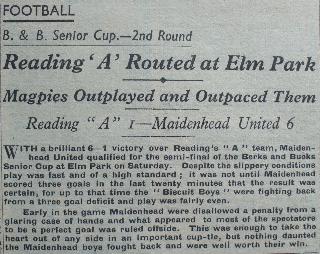 FOOTBALL
B. & B. Senior Cup.—2nd Round
Reading 'A' Routed at Elm Park
Magpies Outplayed and Outpaced Them
Reading "A" 1—Maidenhead United 6
WITH a brilliant 6—1 victory over Reading's "A" team, Maiden-
head United qualified for the semi-final of the Berks and Bucks
Senior Cup at Elm Park on Saturday. Despite the slippery conditions
play was fast and of a high standard; it was not until Maidenhead
scored three goals in the last twenty minutes that the result was
certain, for up to that time the "Biscuit Boys" were fighting back
from a three goal deficit and play was fairly even.
Early in the game Maidenhead were disallowed a penalty from a
glaring case of hands and what appeared to most of the spectators
to be a perfect goal was ruled offside. This was enough to take the
heart out of any side in an important cup-tie, but nothing daunted
the Maidenhead boys fought back and were well worth their win.